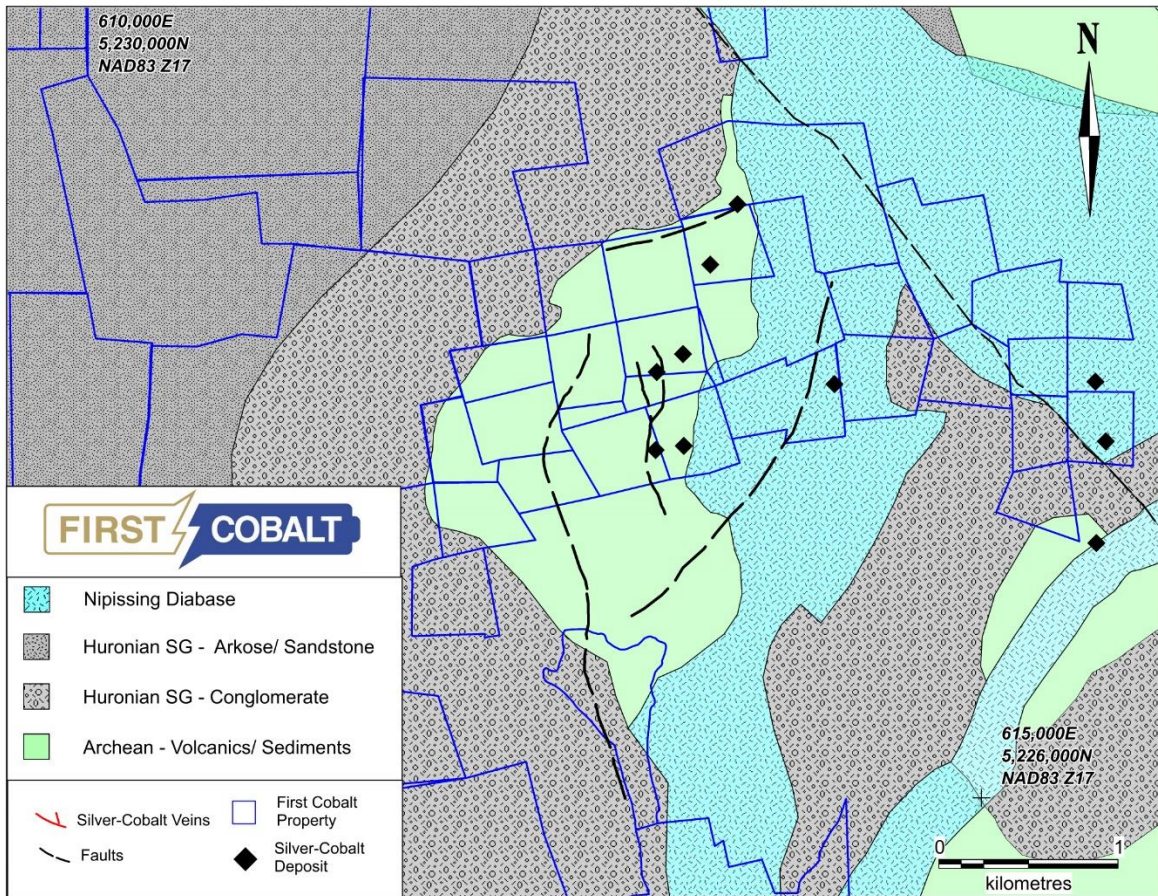 610,000E
5,230,000N
NAD83 Z17
N
FIRST COBALT
Nipissing Diabase
Huronian SG - Arkose/ Sandstone
Huronian SG - Conglomerate
Archean - Volcanics/ Sediments
Silver-Cobalt Veins
First Cobalt
Property
Faults
Silver-Cobalt
Deposit
615,000E
5,226,000N
NAD83 Z17
0 1
kilometres